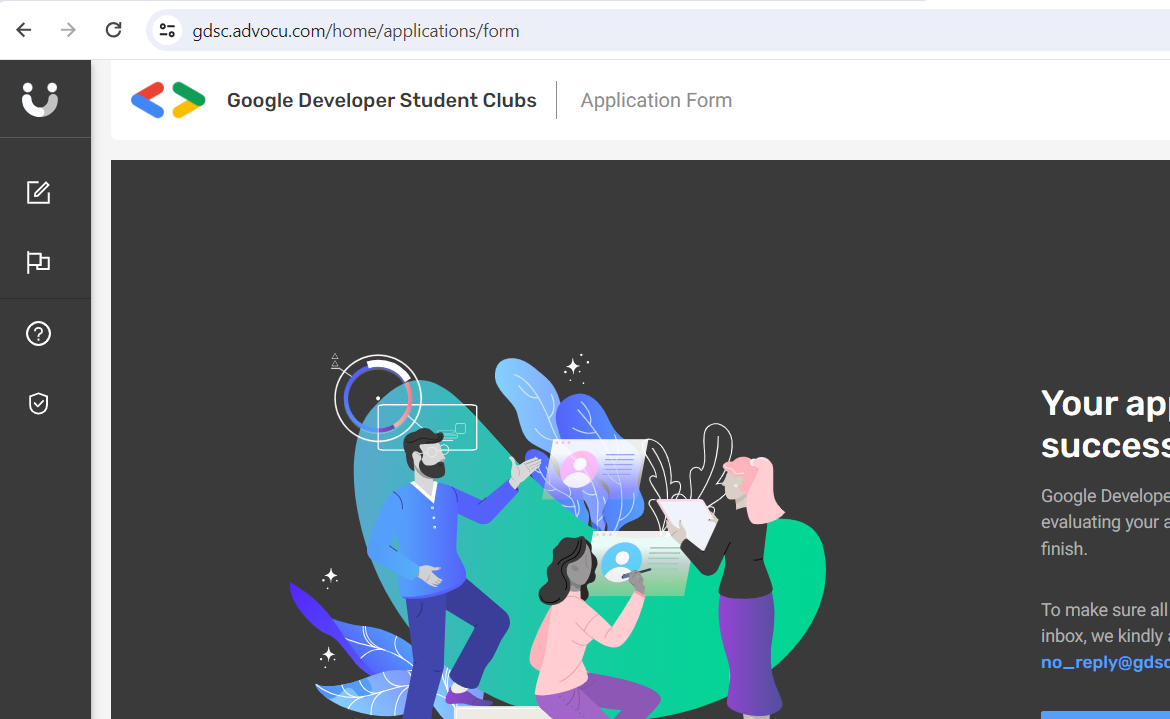 gdsc.advocu.com/home/applications/form
Google Developer Student Clubs
Application Form
Your ap
success
Google Develope
evaluating your a
finish.
To make sure all
inbox, we kindly a
no_reply@gdsc